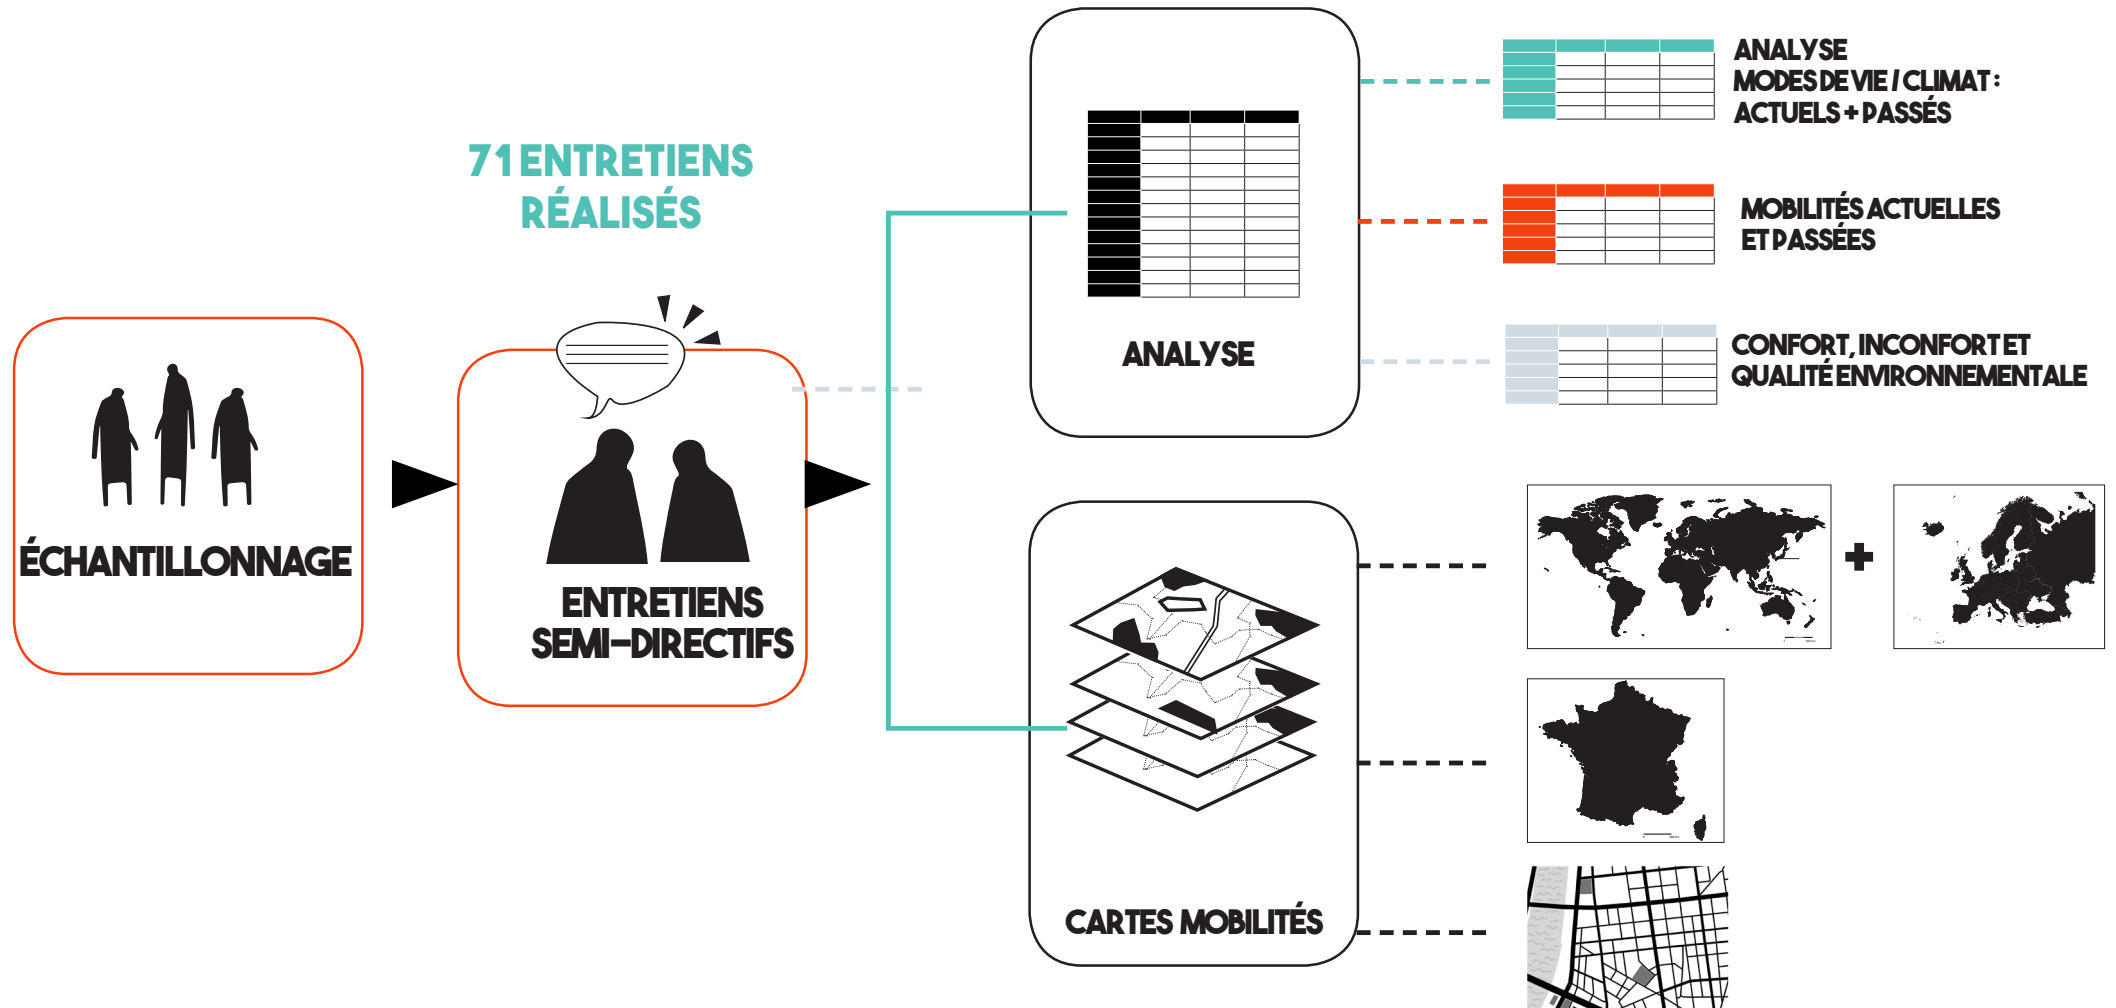 71 ENTRETIENS
RÉALISÉS
ÉCHANTILLONNAGE
ENTRETIENS
SEMI-DIRECTIFS
ANALYSE
CARTES MOBILITÉS
ANALYSE
MODES DE VIE / CLIMAT :
ACTUELS + PASSÉS
MOBILITÉS ACTUELLES
ET PASSÉES
CONFORT, INCONFORT ET
QUALITÉ ENVIRONNEMENTALE
+